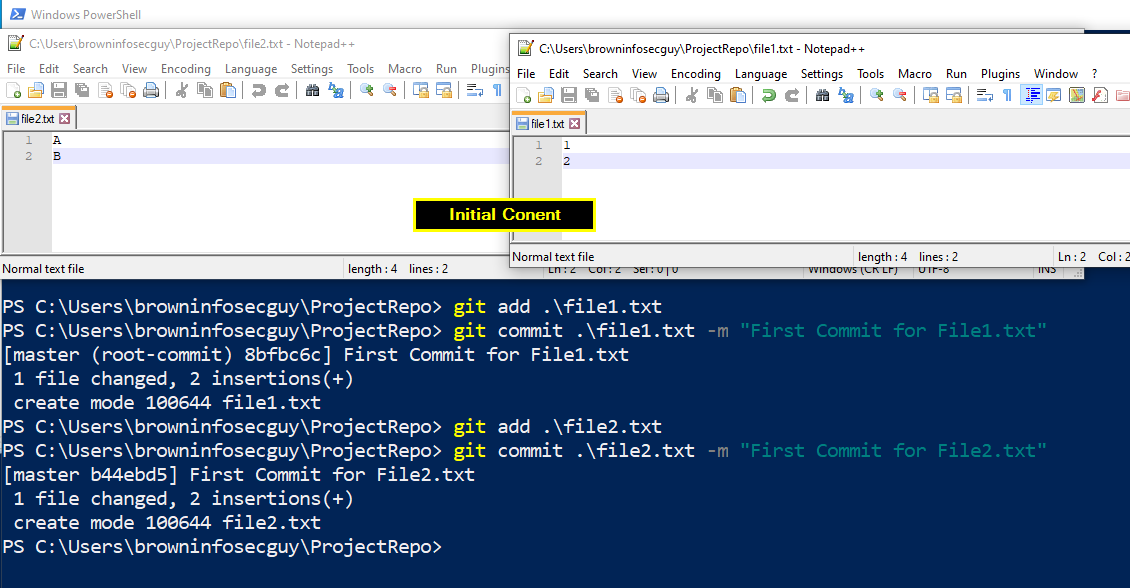 Windows PowerShell
C:\Users\browninfosecguy\ProjectRepo\file2.txt - Notepad++
File Edit Search View Encoding Language Settings Tools Macro Run Plugins
file2.txt
1 A
2 B
Normal text file length : 4 lines : 2 Ln : 2 Col : 2 Sel : 0 | 0 Windows (CR LF) UTF-8 INS
C:\Users\browninfosecguy\ProjectRepo\file1.txt - Notepad++
File Edit Search View Encoding Language Settings Tools Macro Run Plugins Window ?
file1.txt
1 1
2 2
Normal text file length : 4 lines : 2 Ln : 2 Col : 2
Initial Conent
PS C:\Users\browninfosecguy\ProjectRepo> git add .\file1.txt
PS C:\Users\browninfosecguy\ProjectRepo> git commit .\file1.txt -m "First Commit for File1.txt"
[master (root-commit) 8bfbc6c] First Commit for File1.txt
1 file changed, 2 insertions(+)
create mode 100644 file1.txt
PS C:\Users\browninfosecguy\ProjectRepo> git add .\file2.txt
PS C:\Users\browninfosecguy\ProjectRepo> git commit .\file2.txt -m "First Commit for File2.txt"
[master b44ebd5] First Commit for File2.txt
1 file changed, 2 insertions(+)
create mode 100644 file2.txt
PS C:\Users\browninfosecguy\ProjectRepo>